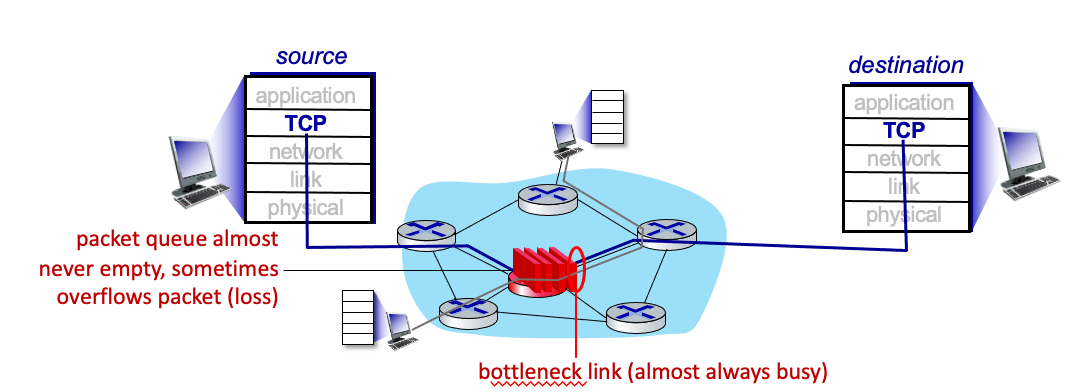 source
application
TCP
network
link
physical
destination
application
TCP
network
link
physical
packet queue almost
never empty, sometimes
overflows packet (loss)
bottleneck link (almost always busy)